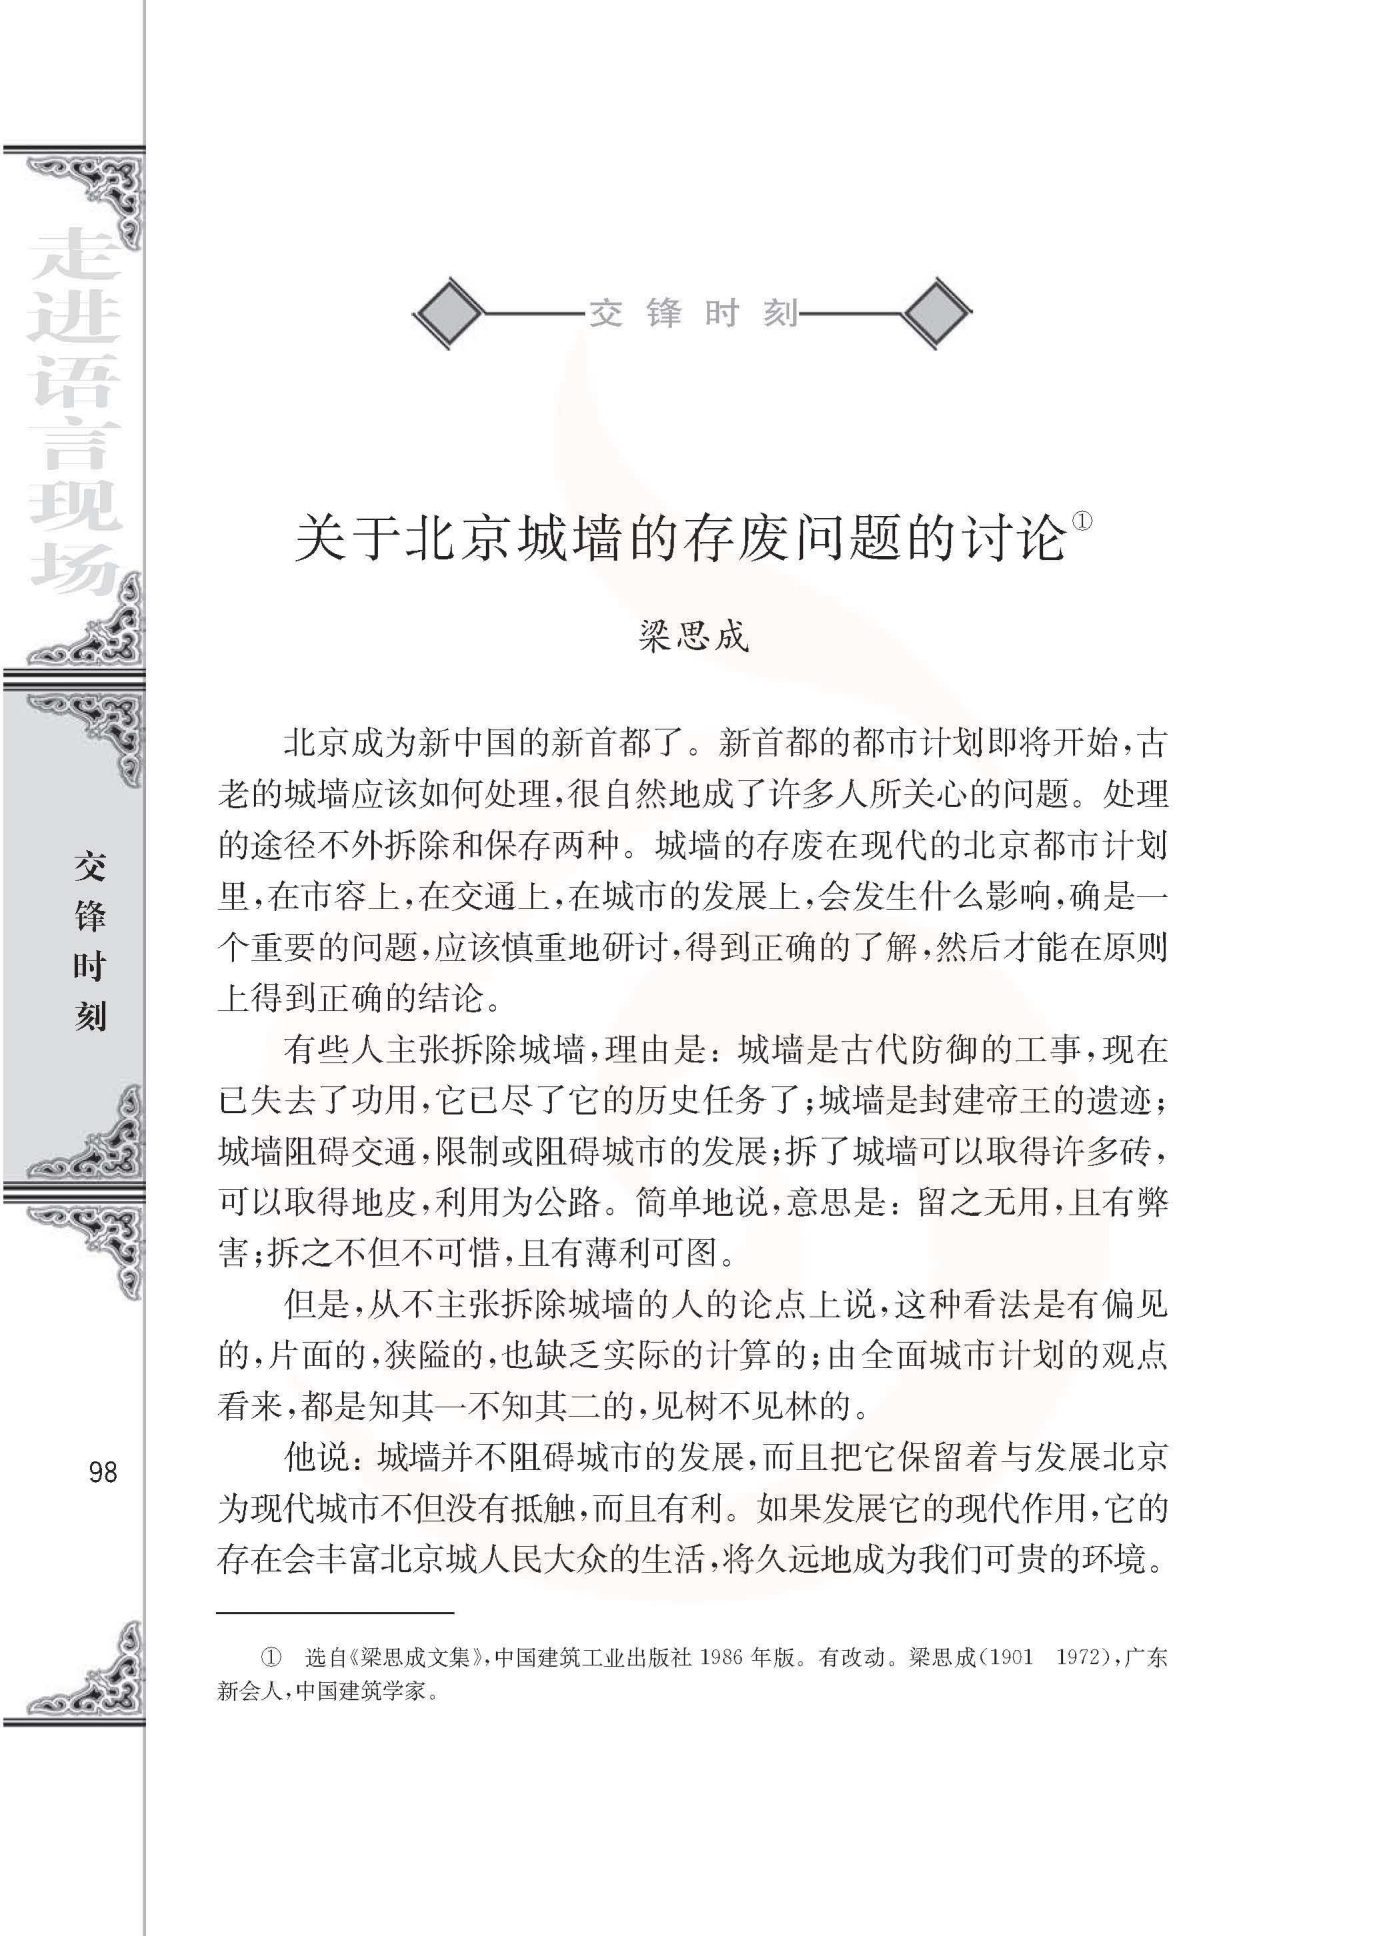 走进语言现场
交锋时刻
98
交锋时刻
关于北京城墙的存废问题的讨论①
梁思成
北京成为新中国的新首都了。新首都的都市计划即将开始,古
老的城墙应该如何处理,很自然地成了许多人所关心的问题。处理
的途径不外拆除和保存两种。城墙的存废在现代的北京都市计划
里,在市容上,在交通上,在城市的发展上,会发生什么影响,确是一
个重要的问题,应该慎重地研讨,得到正确的了解,然后才能在原则
上得到正确的结论。
有些人主张拆除城墙,理由是:城墙是古代防御的工事,现在
已失去了功用,它已尽了它的历史任务了;城墙是封建帝王的遗迹;
城墙阻碍交通,限制或阻碍城市的发展;拆了城墙可以取得许多砖,
可以取得地皮,利用为公路。简单地说,意思是:留之无用,且有弊
害;拆之不但不可惜,且有薄利可图。
但是,从不主张拆除城墙的人的论点上说,这种看法是有偏见
的,片面的,狭隘的,也缺乏实际的计算的;由全面城市计划的观点
看来,都是知其一不知其二的,见树不见林的。
他说:城墙并不阻碍城市的发展,而且把它保留着与发展北京
为现代城市不但没有抵触,而且有利。如果发展它的现代作用,它的
存在会丰富北京城人民大众的生活,将久远地成为我们可贵的环境。
① 选自《梁思成文集》,中国建筑工业出版社 1986 年版。有改动。梁思成(1901 1972),广东
新会人,中国建筑学家。